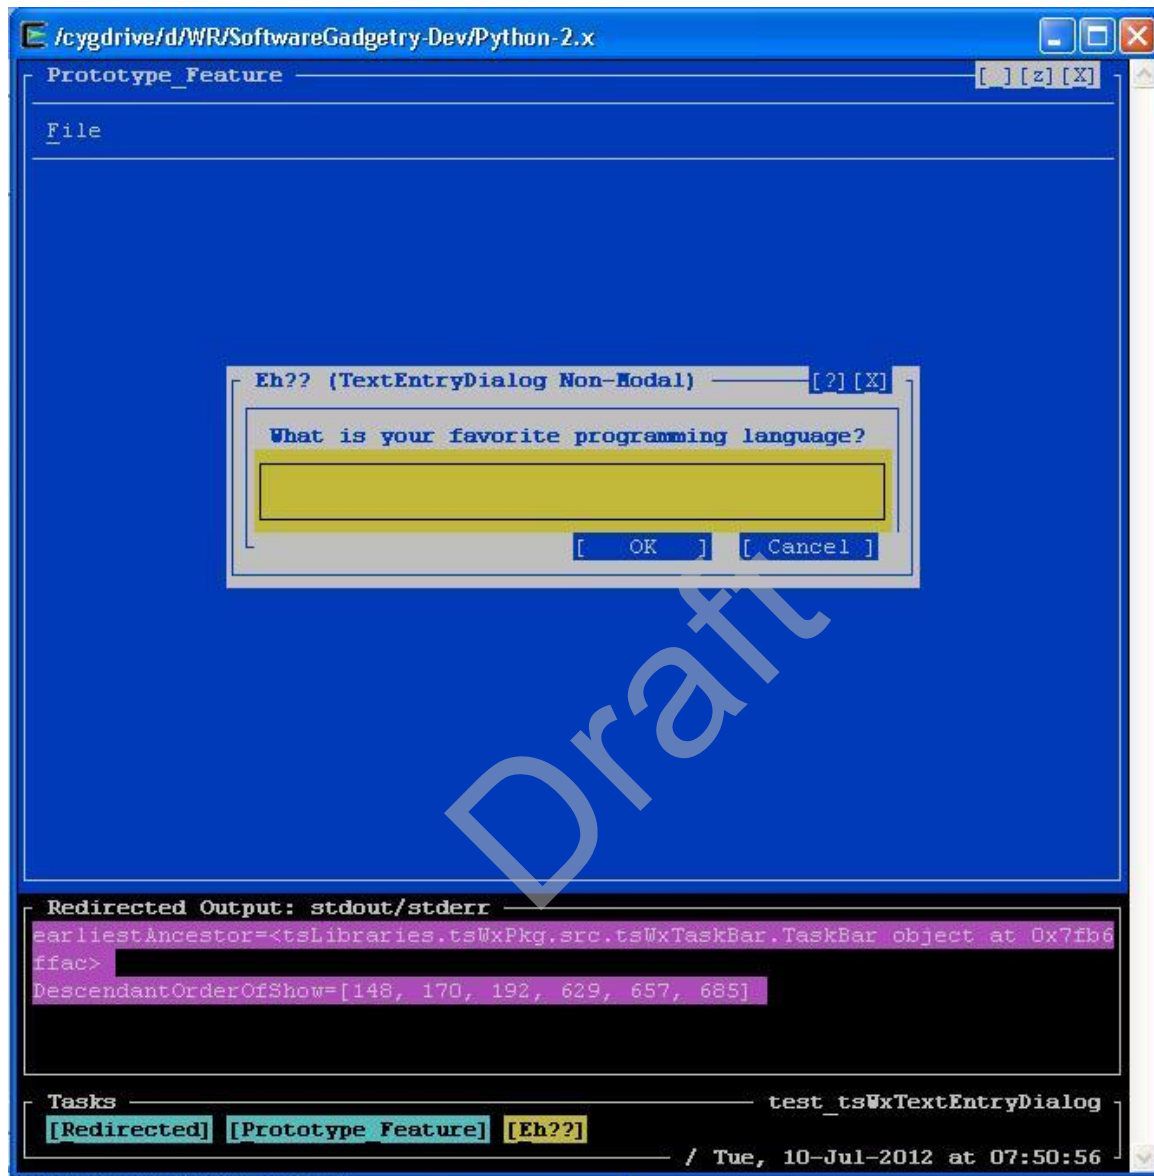 /cygdrive/d/WR/SoftwareGadgetry-Dev/Python-2.x
Prototype_Feature [_][z][X]
File
Eh?? (TextEntryDialog Non-Modal) [?][X]
What is your favorite programming language?
[ OK ] [ Cancel ]
Draft
Redirected Output: stdout/stderr
earliestAncestor=<tsLibraries.tsWxPkg.src.tsWxTaskBar.TaskBar object at 0x7fb6
ffac>
DescendantOrderOfShow=[148, 170, 192, 629, 657, 685]
Tasks test_tsWxTextEntryDialog
[Redirected] [Prototype_Feature] [Eh??]
/ Tue, 10-Jul-2012 at 07:50:56